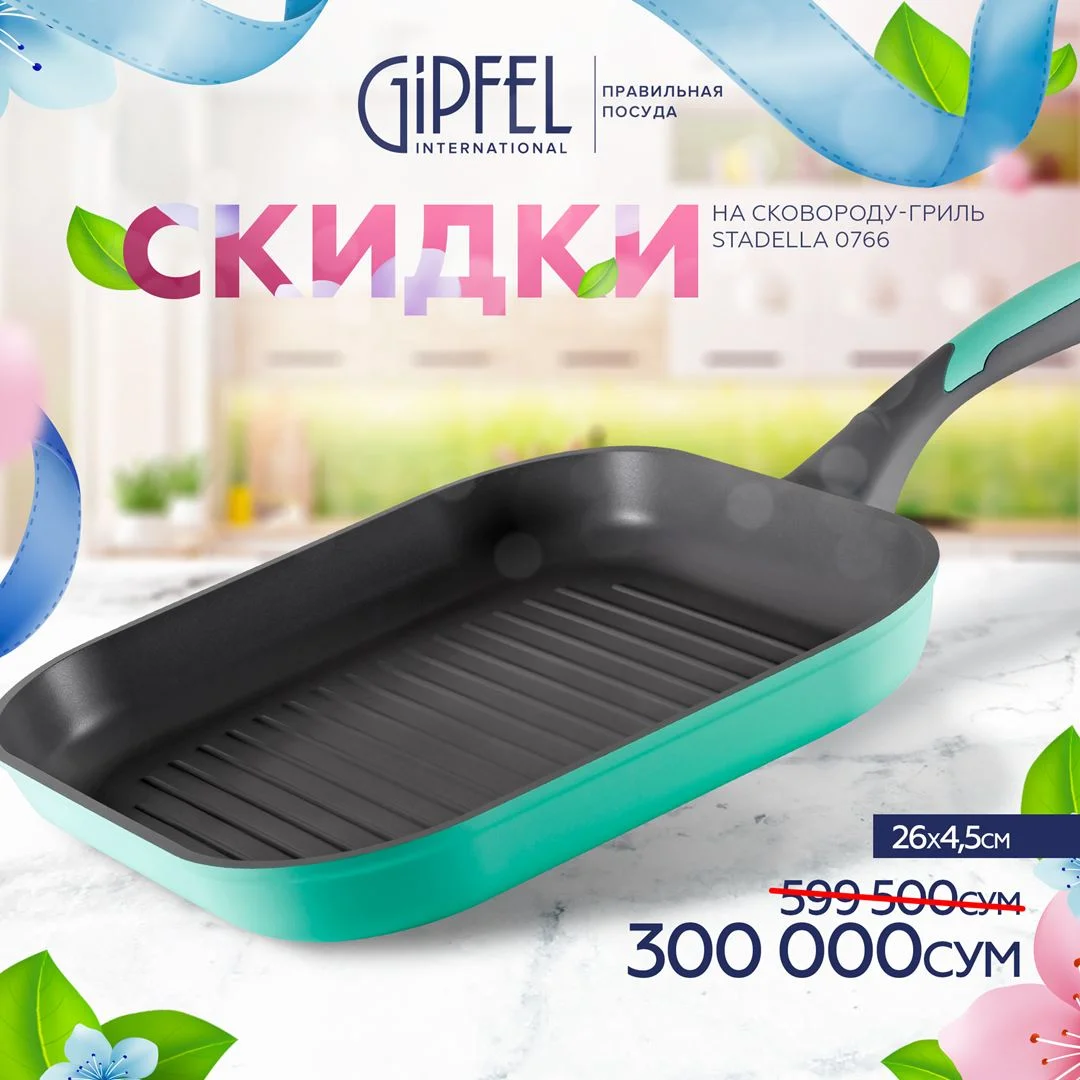 GiPFEL
INTERNATIONAL
ПРАВИЛЬНАЯ
ПОСУДА
СКИДКИ
НА СКОВОРОДУ-ГРИЛЬ
STADELLA 0766
26x4,5см
599 500сум
300 000сум